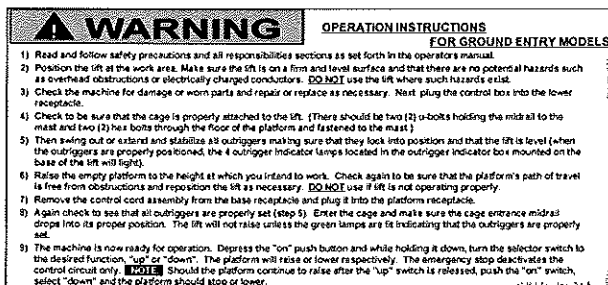 WARNING
OPERATION INSTRUCTIONS
FOR GROUND ENTRY MODELS
1) Read and follow safety precautions and all responsibilities sections as set forth in the operators manual.
2) Position the lift at the work area. Make sure the lift is on a firm and level surface and that there are no potential hazards such
as overhead obstructions or electrically charged conductors. DO NOT use the lift where such hazards exist.
3) Check the machine for damage or worn parts and repair or replace as necessary. Next plug the control box into the lower
receptacle.
4) Check to be sure that the cage is properly attached to the lift. (There should be two (2) u-bolts holding the midrail to the
mast and two (2) hex bolts through the floor of the platform and fastened to the mast.)
5) Then swing out or extend and stabilize all outriggers making sure that they lock into position and that the lift is level (when
the outriggers are properly positioned, the 4 outrigger indicator lamps located in the outrigger indicator box mounted on the
base of the lift will light).
6) Raise the empty platform to the height at which you intend to work. Check again to be sure that the platform's path of travel
is free from obstructions and reposition the lift as necessary. DO NOT use if lift is not operating properly.
7) Remove the control cord assembly from the base receptacle and plug it into the platform receptacle.
8) Again check to see that all outriggers are properly set (step 5). Enter the cage and make sure the cage entrance midrail
drops into its proper position. The lift will not raise unless the green lamps are lit indicating that the outriggers are properly
set.
9) The machine is now ready for operation. Depress the "on" push button and while holding it down, turn the selector switch to
the desired function, "up" or "down". The platform will raise or lower respectively. The emergency stop deactivates the
control circuit only. NOTE: Should the platform continue to raise after the "up" switch is released, push the "on" switch,
select "down" and the platform should stop or lower.